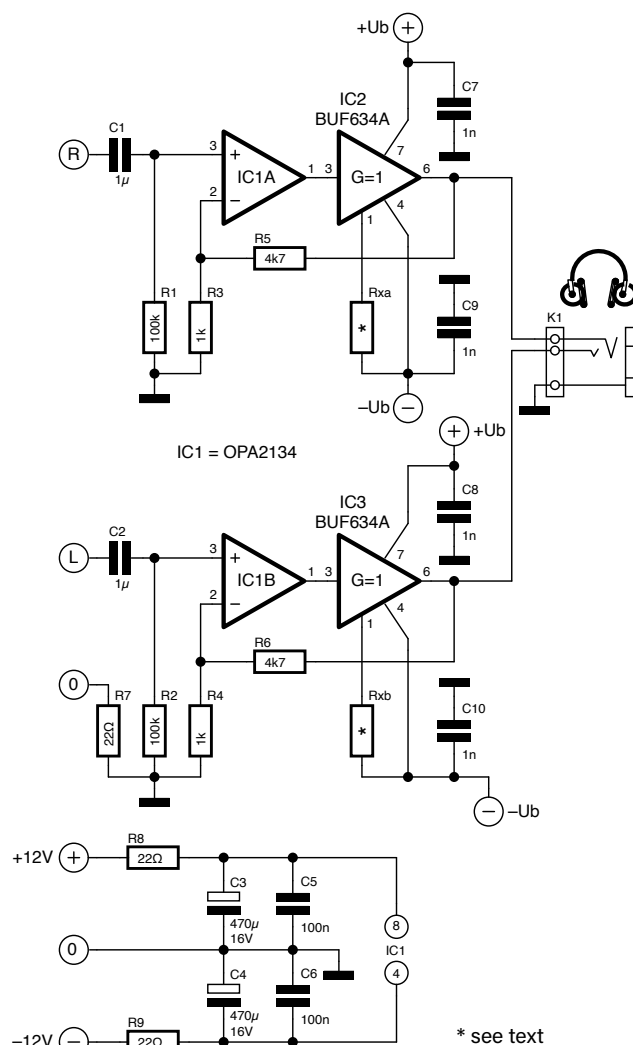 +Ub
+
C7
1n
IC2
BUF634A
C1
1µ
R
3
+
IC1A
2
−
1
3
G=1
7
6
4
1
R5
4k7
R1
100k
R3
1k
Rxa
*
C9
1n
K1
−Ub
−
+
+Ub
IC1 = OPA2134
C8
1n
IC3
BUF634A
C2
1µ
L
3
+
IC1B
2
−
1
3
G=1
7
6
4
1
R6
4k7
0
R7
22Ω
R2
100k
R4
1k
Rxb
*
C10
1n
−
−Ub
+12V
+
R8
22Ω
C3
470µ
16V
C5
100n
8
IC1
4
0
C4
470µ
16V
C6
100n
−12V
−
R9
22Ω
* see text